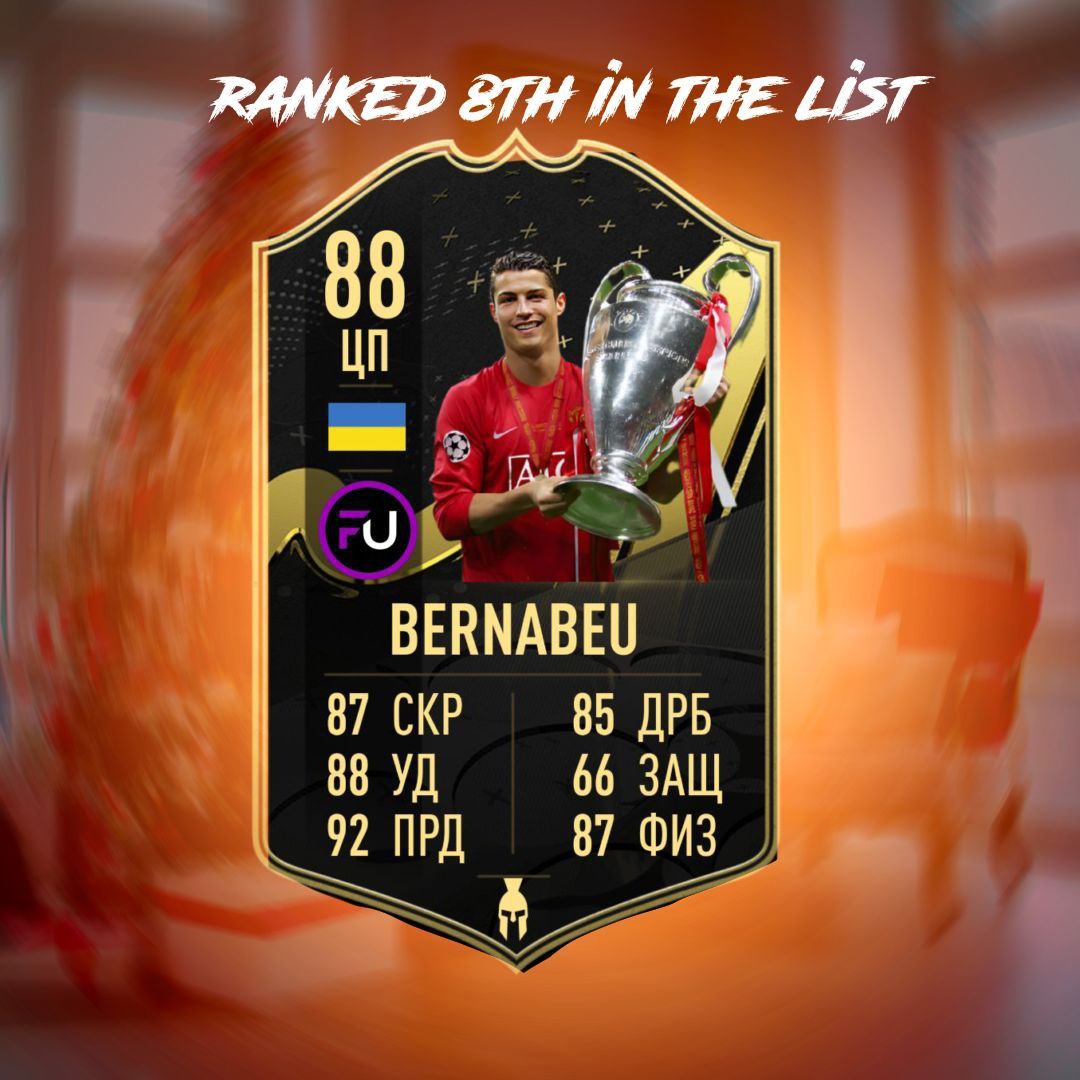 RANKED 8TH IN THE LIST
88
ЦП
FU
BERNABEU
87 СКР 85 ДРБ
88 УД 66 ЗАЩ
92 ПРД 87 ФИЗ